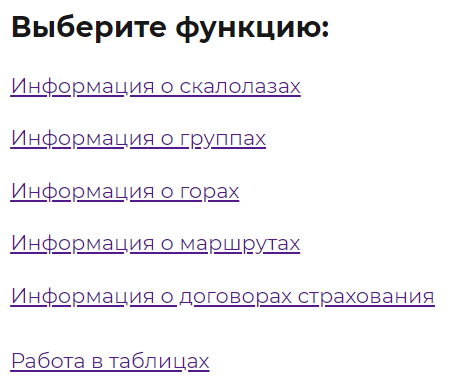 Выберите функцию:
Информация о скалолазах
Информация о группах
Информация о горах
Информация о маршрутах
Информация о договорах страхования
Работа в таблицах